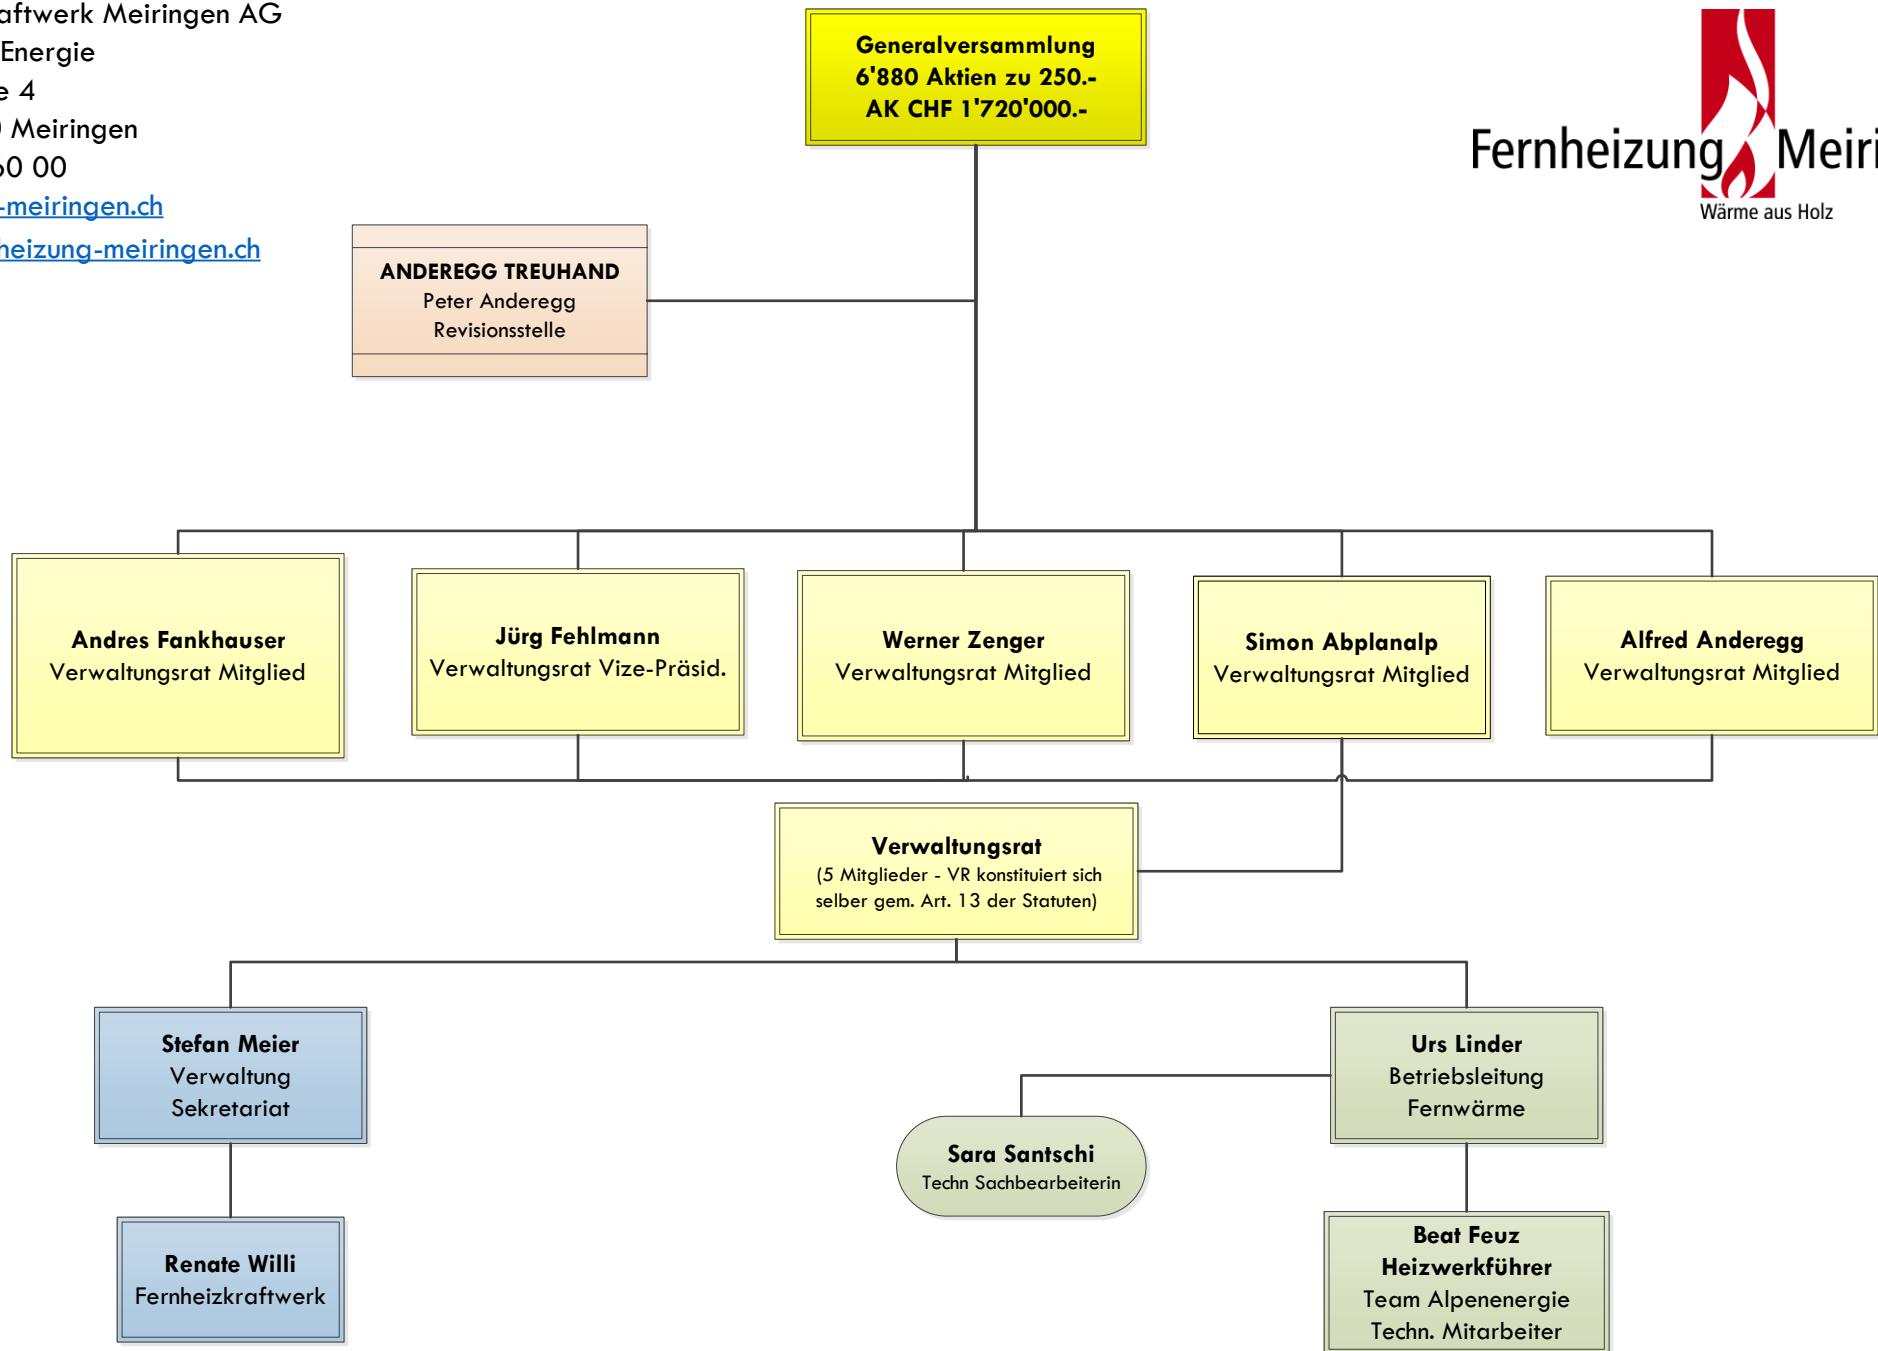 aftwerk Meiringen AG
Energie
e 4
Meiringen
60 00
-meiringen.ch
heizung-meiringen.ch
Generalversammlung
6'880 Aktien zu 250.-
AK CHF 1'720'000.-
Fernheizung Meiri
Wärme aus Holz
ANDEREGG TREUHAND
Peter Anderegg
Revisionsstelle
Andres Fankhauser
Verwaltungsrat Mitglied
Jürg Fehlmann
Verwaltungsrat Vize-Präsid.
Werner Zenger
Verwaltungsrat Mitglied
Simon Abplanalp
Verwaltungsrat Mitglied
Alfred Anderegg
Verwaltungsrat Mitglied
Verwaltungsrat
(5 Mitglieder - VR konstituiert sich
selber gem. Art. 13 der Statuten)
Stefan Meier
Verwaltung
Sekretariat
Urs Linder
Betriebsleitung
Fernwärme
Sara Santschi
Techn Sachbearbeiterin
Renate Willi
Fernheizkraftwerk
Beat Feuz
Heizwerkführer
Team Alpenenergie
Techn. Mitarbeiter